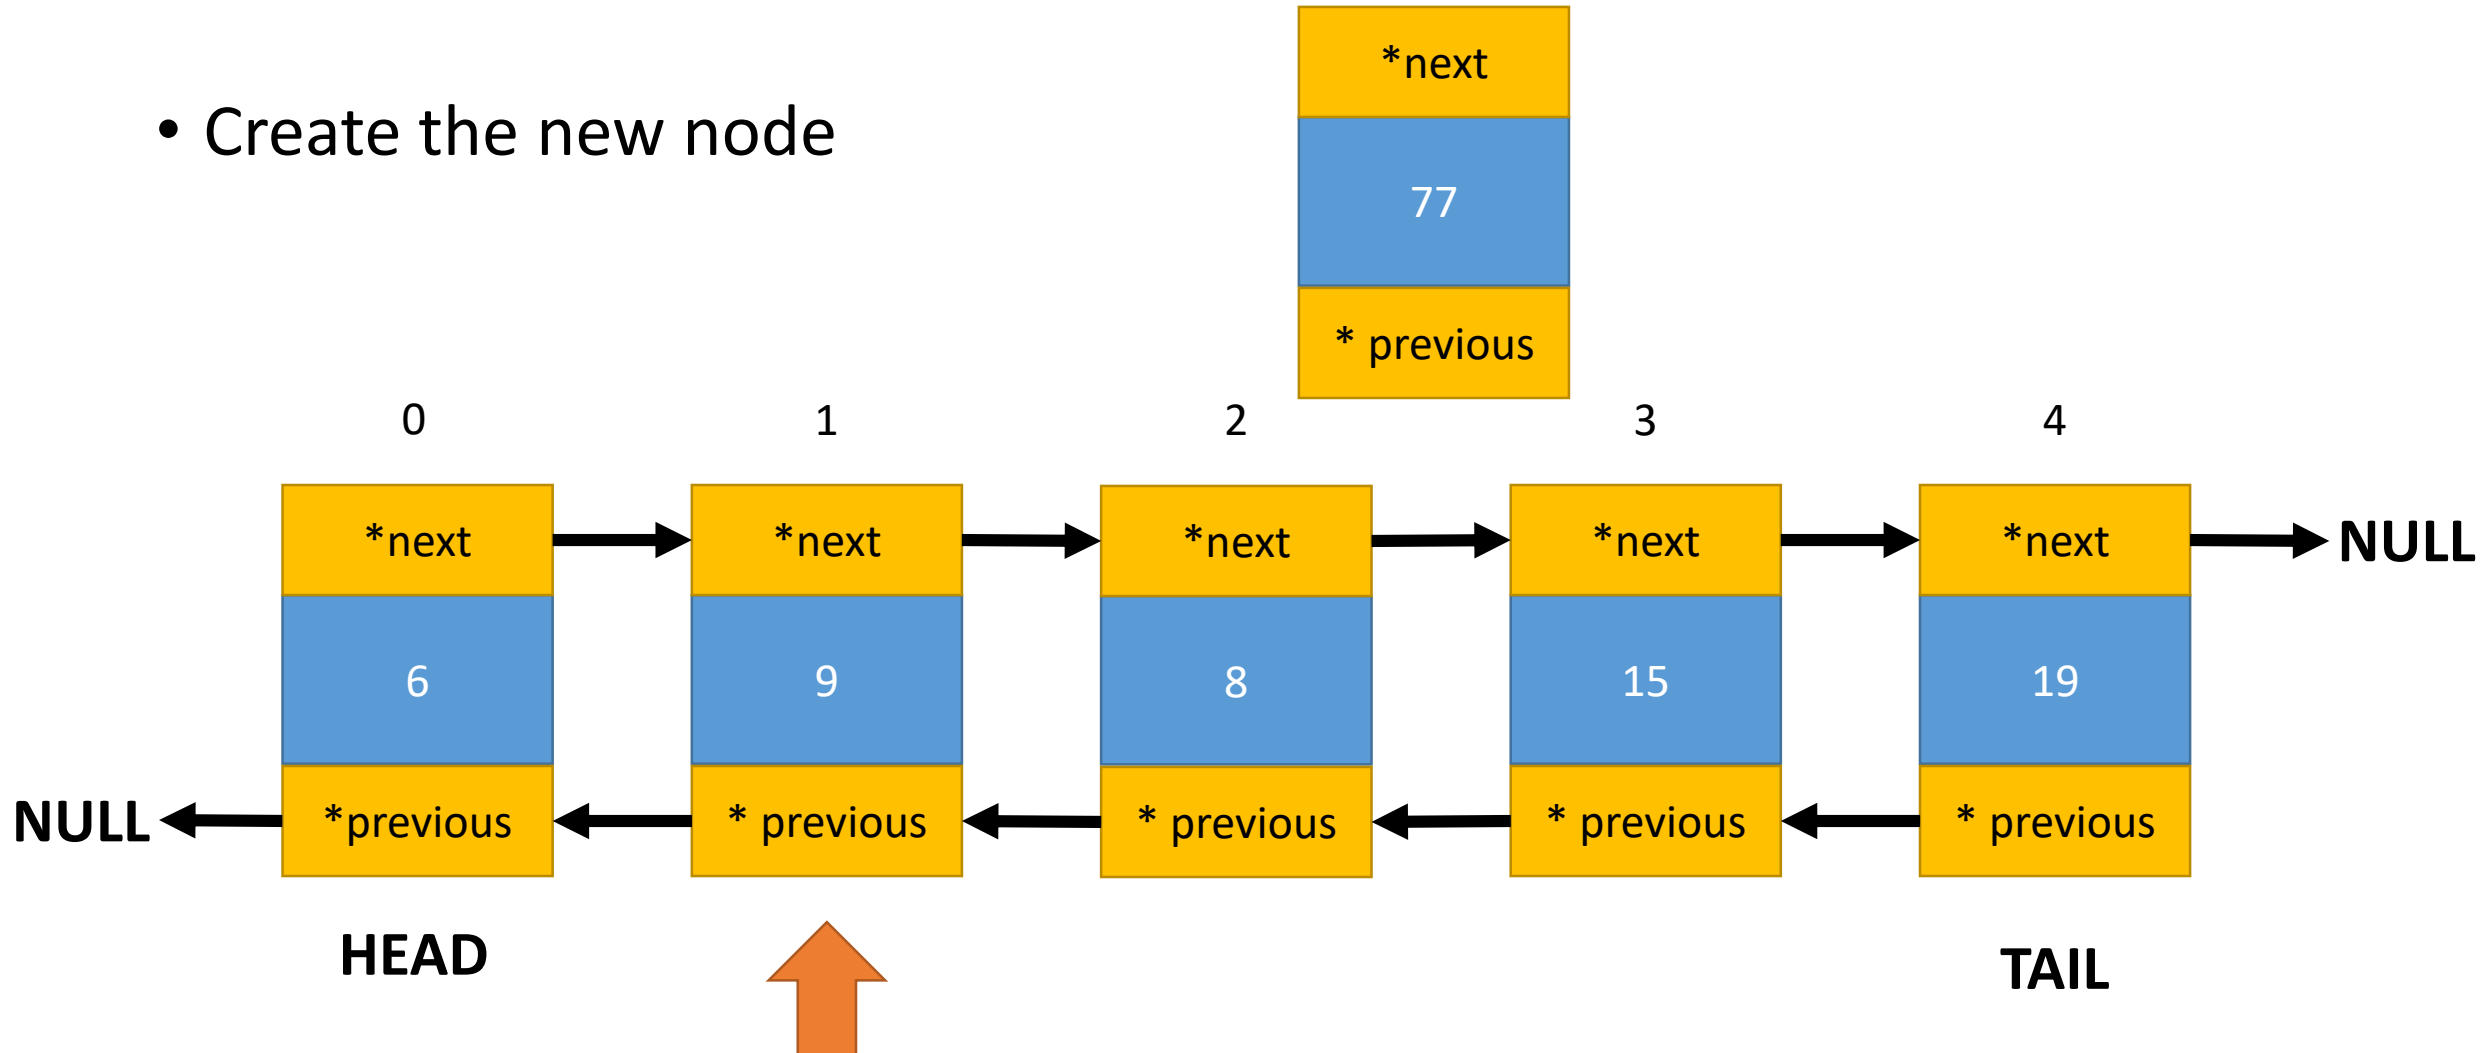 • Create the new node
*next
77
* previous
0 1 2 3 4
*next *next *next *next *next NULL
6 9 8 15 19
NULL *previous * previous * previous * previous * previous
HEAD TAIL